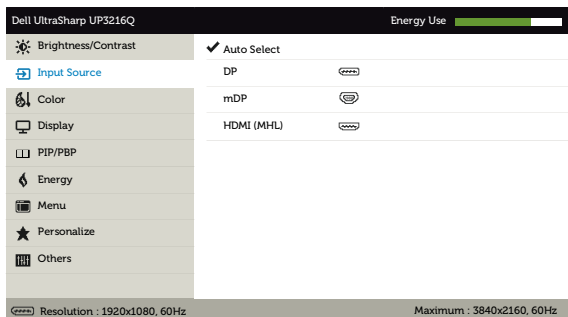 Dell UltraSharp UP3216Q Energy Use
Brightness/Contrast
Auto Select
Input Source
DP
Color
mDP
Display
HDMI (MHL)
PIP/PBP
Energy
Menu
Personalize
Others
Resolution : 1920x1080, 60Hz Maximum : 3840x2160, 60Hz